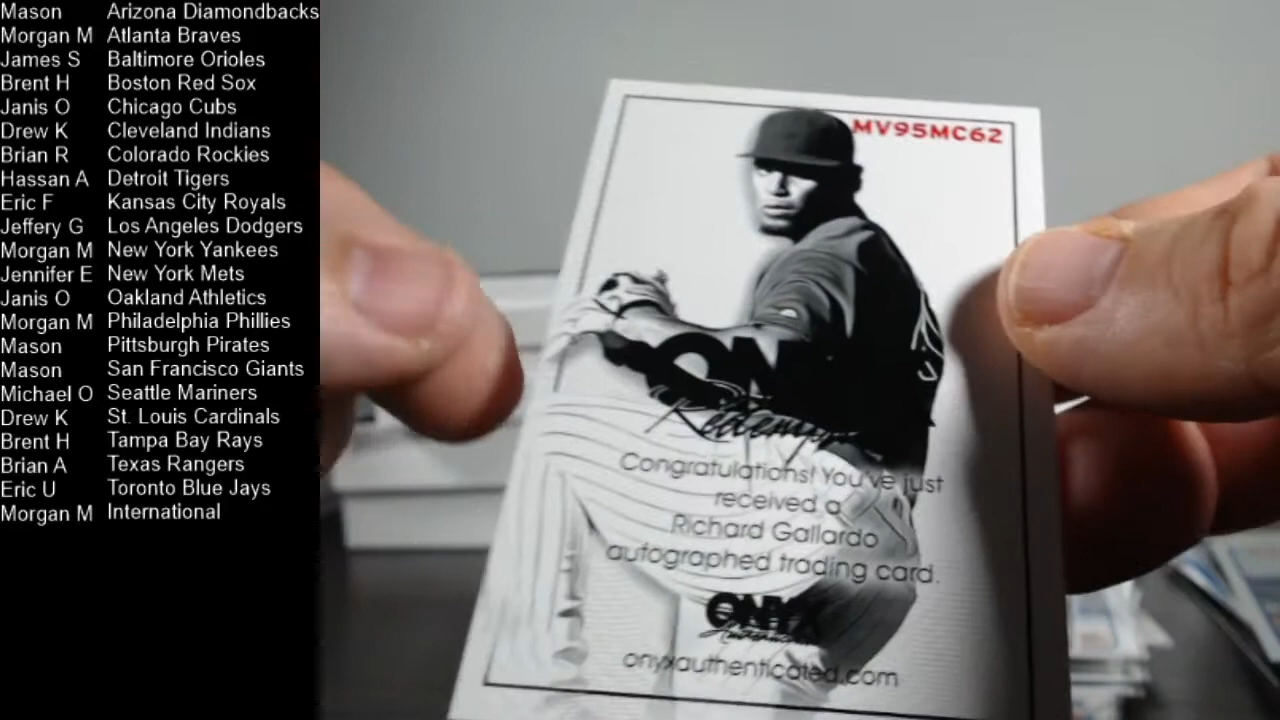 Mason Arizona Diamondbacks
Morgan M Atlanta Braves
James S Baltimore Orioles
Brent H Boston Red Sox
Janis O Chicago Cubs
Drew K Cleveland Indians
Brian R Colorado Rockies
Hassan A Detroit Tigers
Eric F Kansas City Royals
Jeffery G Los Angeles Dodgers
Morgan M New York Yankees
Jennifer E New York Mets
Janis O Oakland Athletics
Morgan M Philadelphia Phillies
Mason Pittsburgh Pirates
Mason San Francisco Giants
Michael O Seattle Mariners
Drew K St. Louis Cardinals
Brent H Tampa Bay Rays
Brian A Texas Rangers
Eric U Toronto Blue Jays
Morgan M International
MV95MC62
Congratulations! You've just
received a
Richard Gallardo
autographed trading card.
ONYX
onyxauthenticated.com